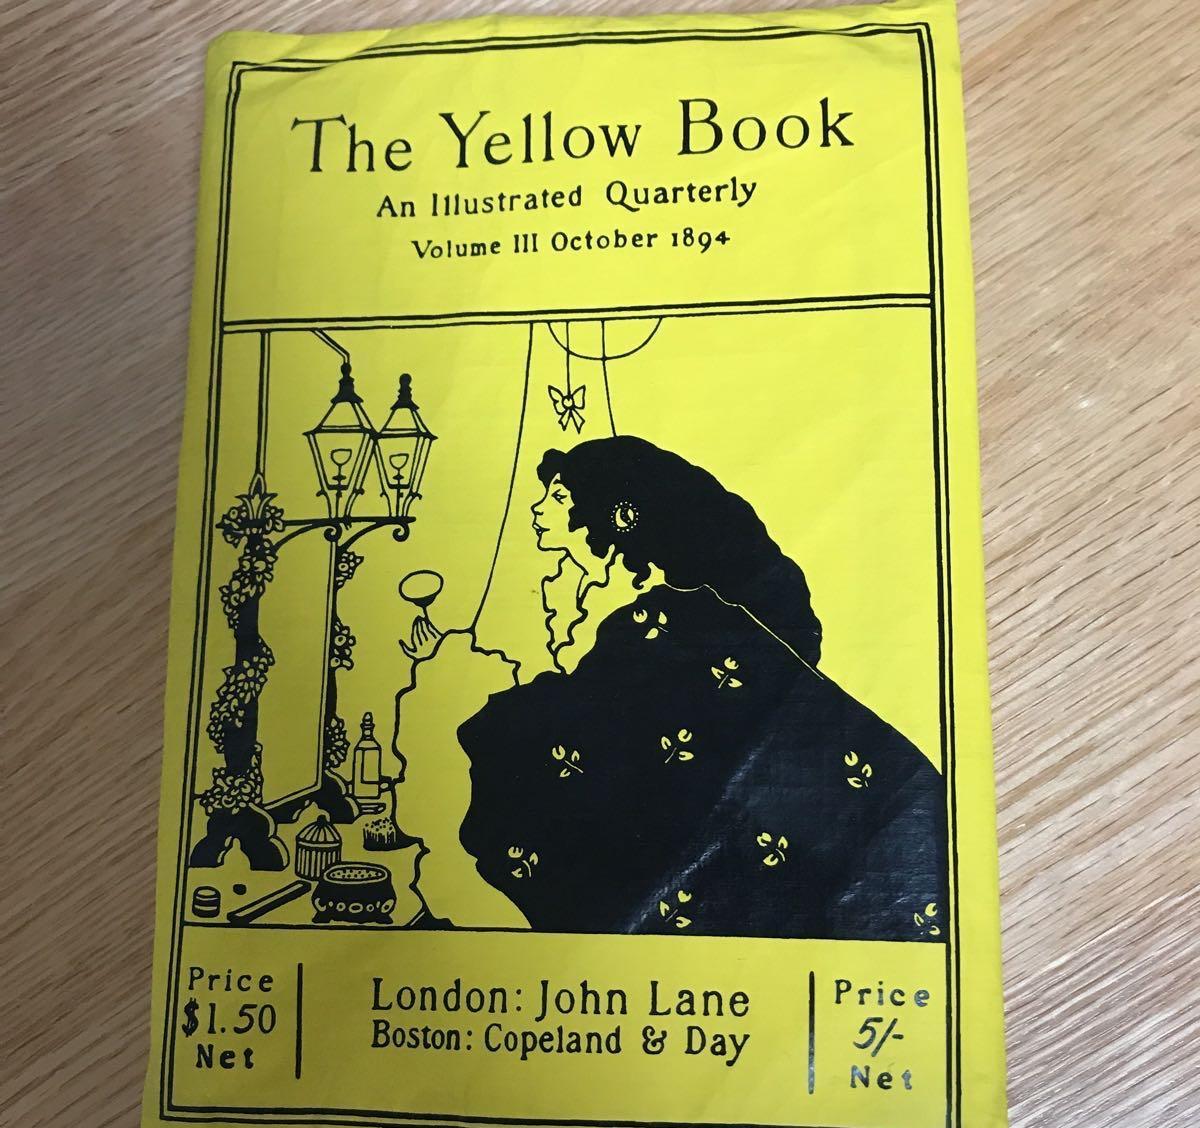 The Yellow Book
An Illustrated Quarterly
Volume III October 1894
Price
$1.50
Net
London: John Lane
Boston: Copeland & Day
Price
5/-
Net